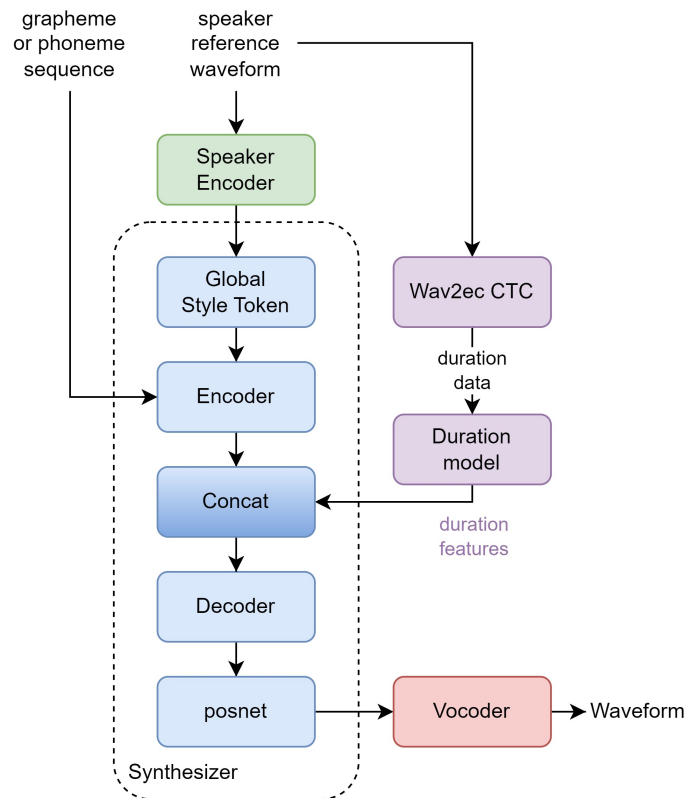 grapheme
or phoneme
sequence
speaker
reference
waveform
Speaker
Encoder
Global
Style Token
Wav2ec CTC
duration
data
Encoder
Duration
model
Concat
duration
features
Decoder
posnet
Vocoder
Waveform
Synthesizer